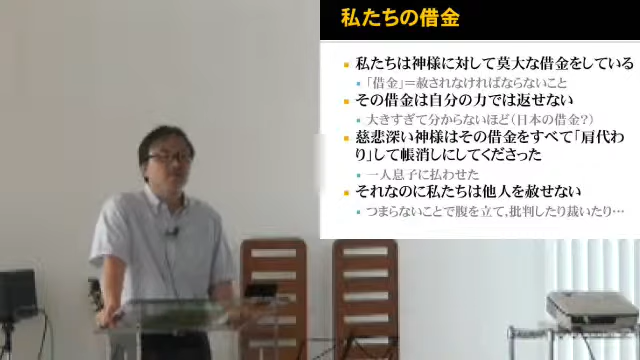 私たちの借金
私たちは神様に対して莫大な借金をしている
「借金」＝赦されなければならないこと
その借金は自分の力では返せない
大きすぎて分からないほど（日本の借金？）
慈悲深い神様はその借金をすべて「肩代わ
り」して帳消しにしてくださった
一人息子に払わせた
それなのに私たちは他人を赦せない
つまらないことで腹を立て,批判したり裁いたり…